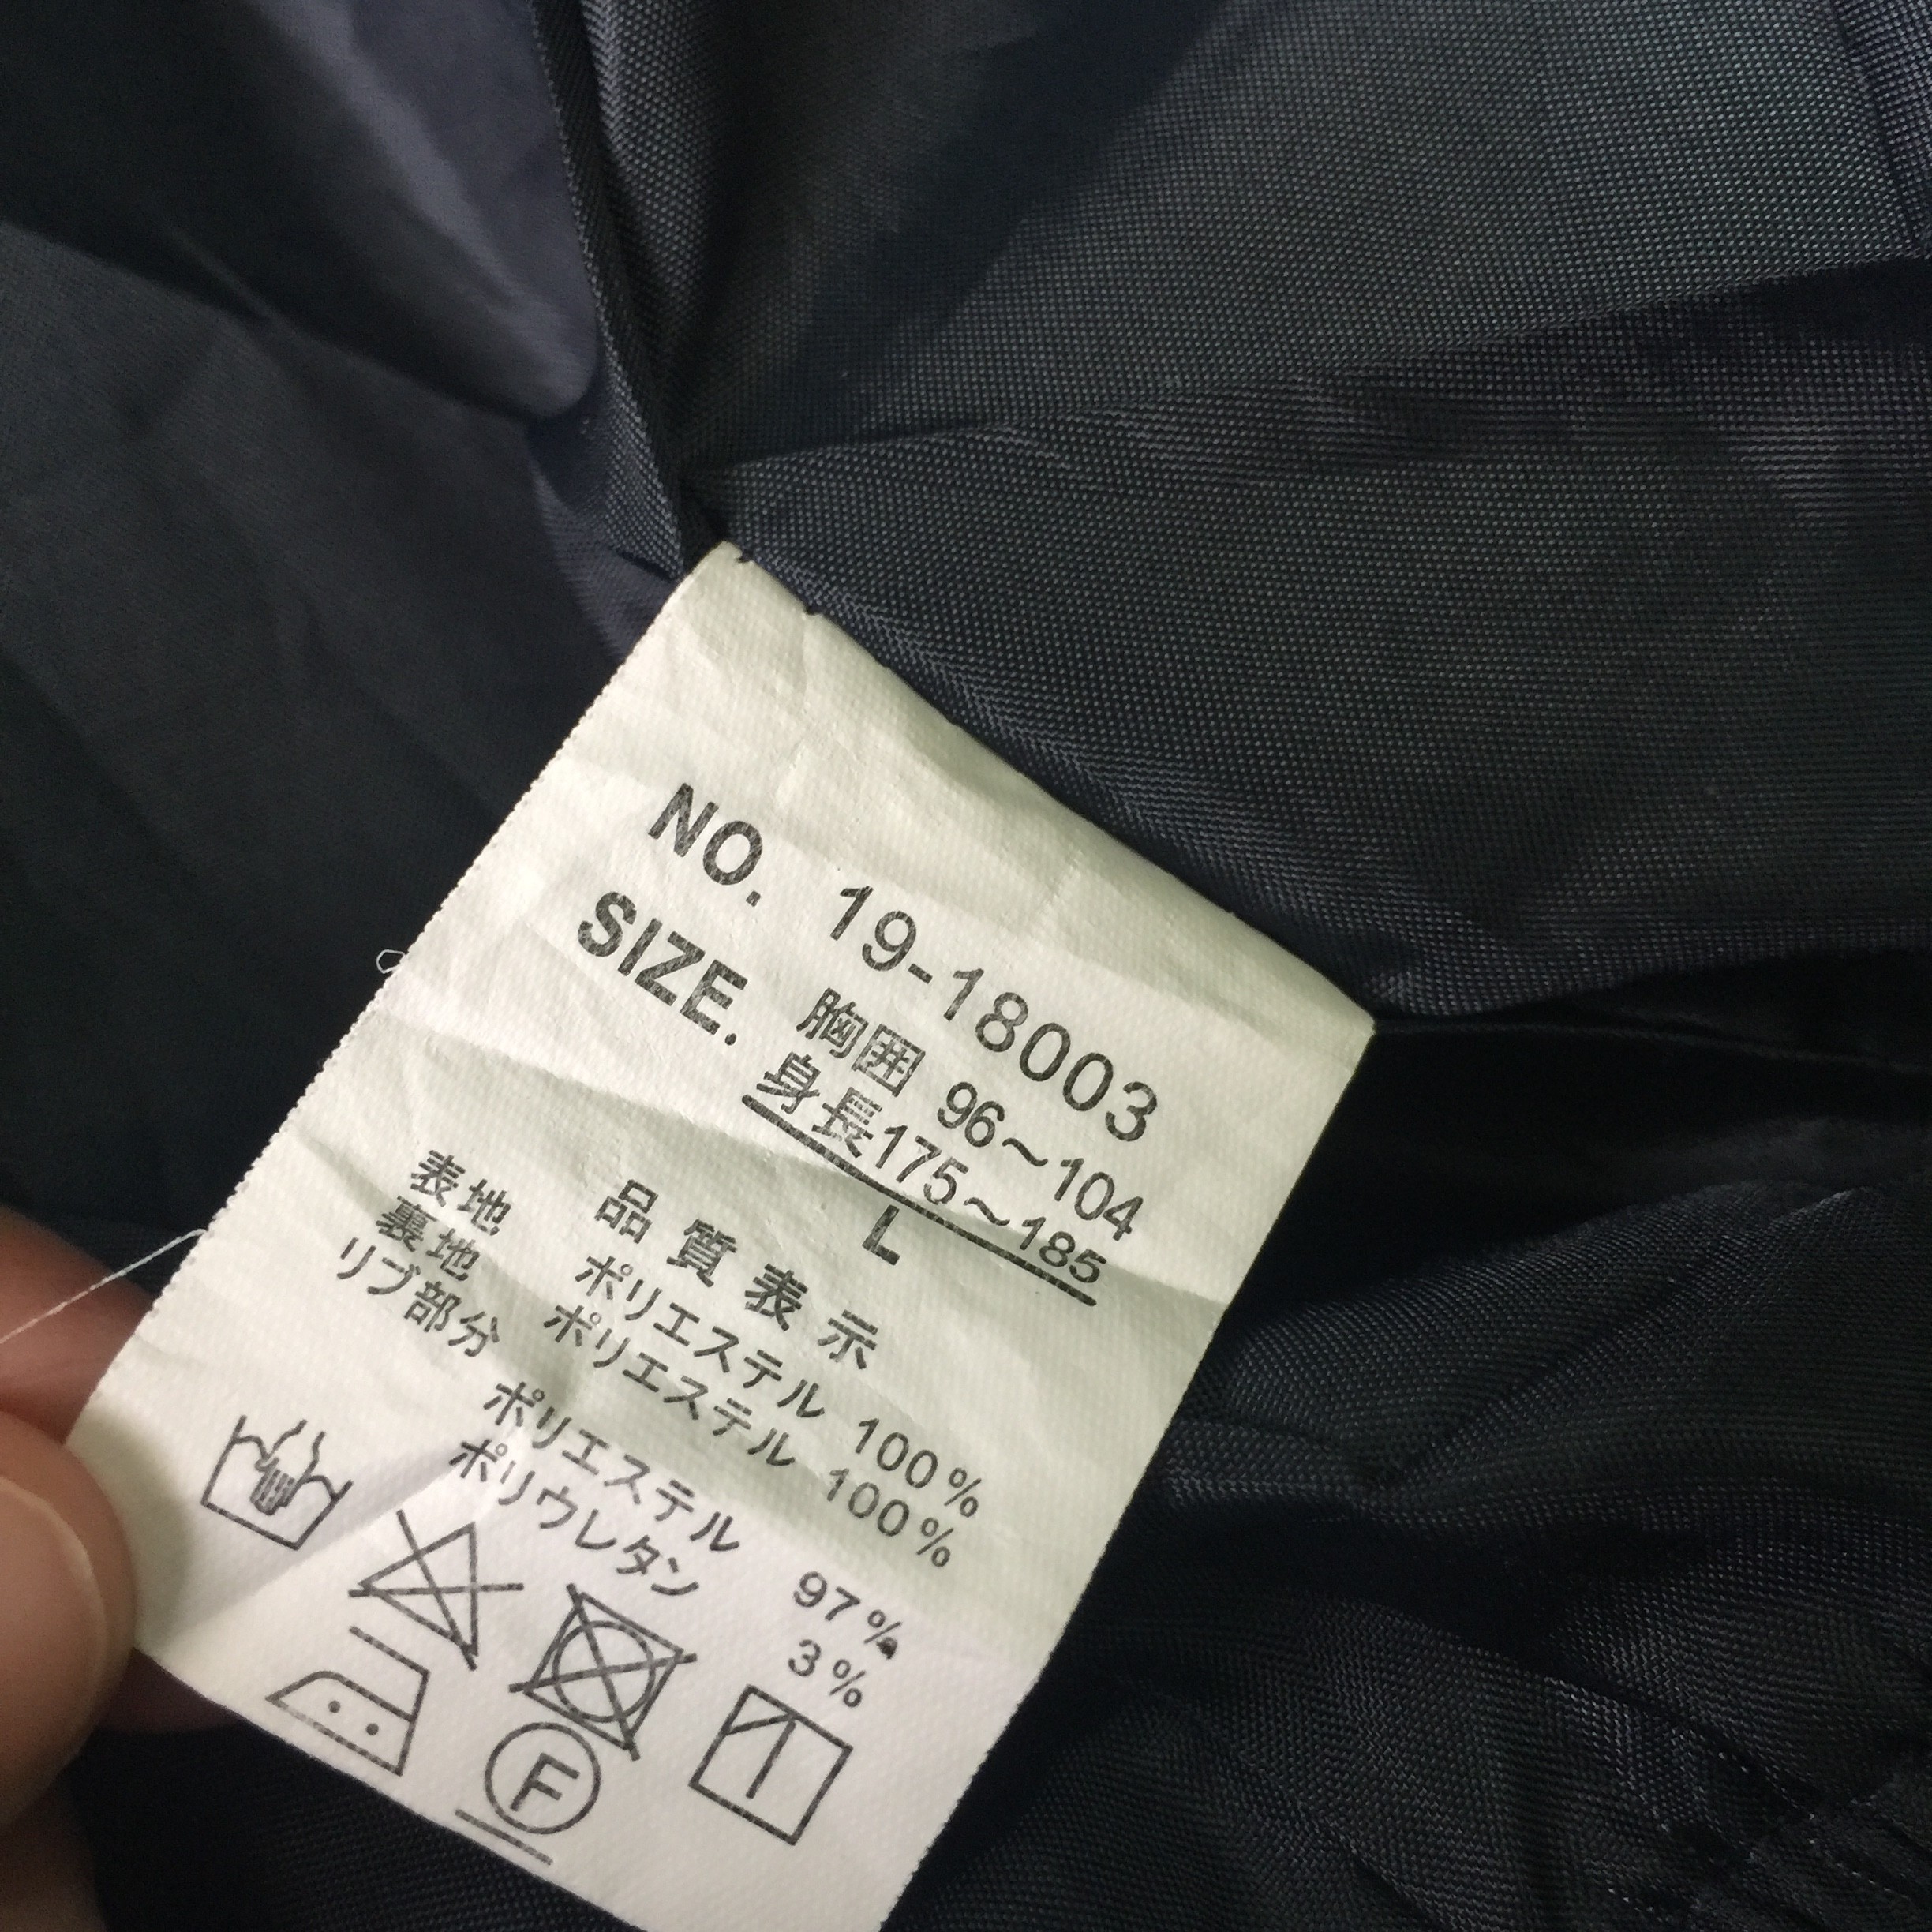 NO. 19-18003
SIZE. 胸囲 96～104
身長175～185
L
品質表示
表地 ポリエステル 100%
裏地 ポリエステル 100%
リブ部分
ポリエステル 97%
ポリウレタン 3%
F